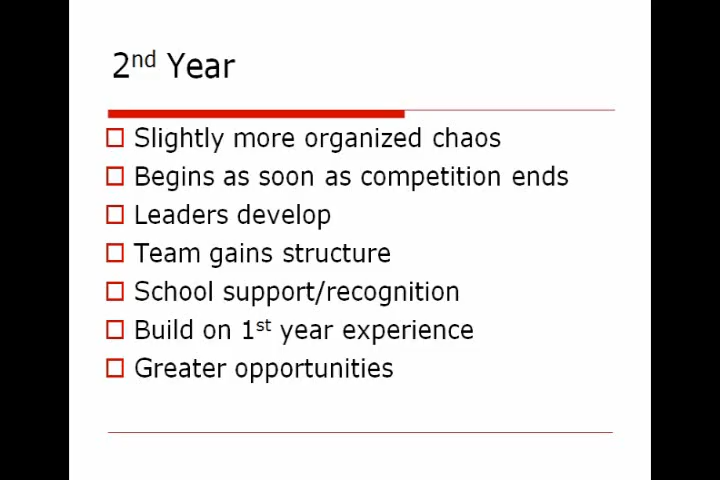 2nd Year
Slightly more organized chaos
Begins as soon as competition ends
Leaders develop
Team gains structure
School support/recognition
Build on 1st year experience
Greater opportunities